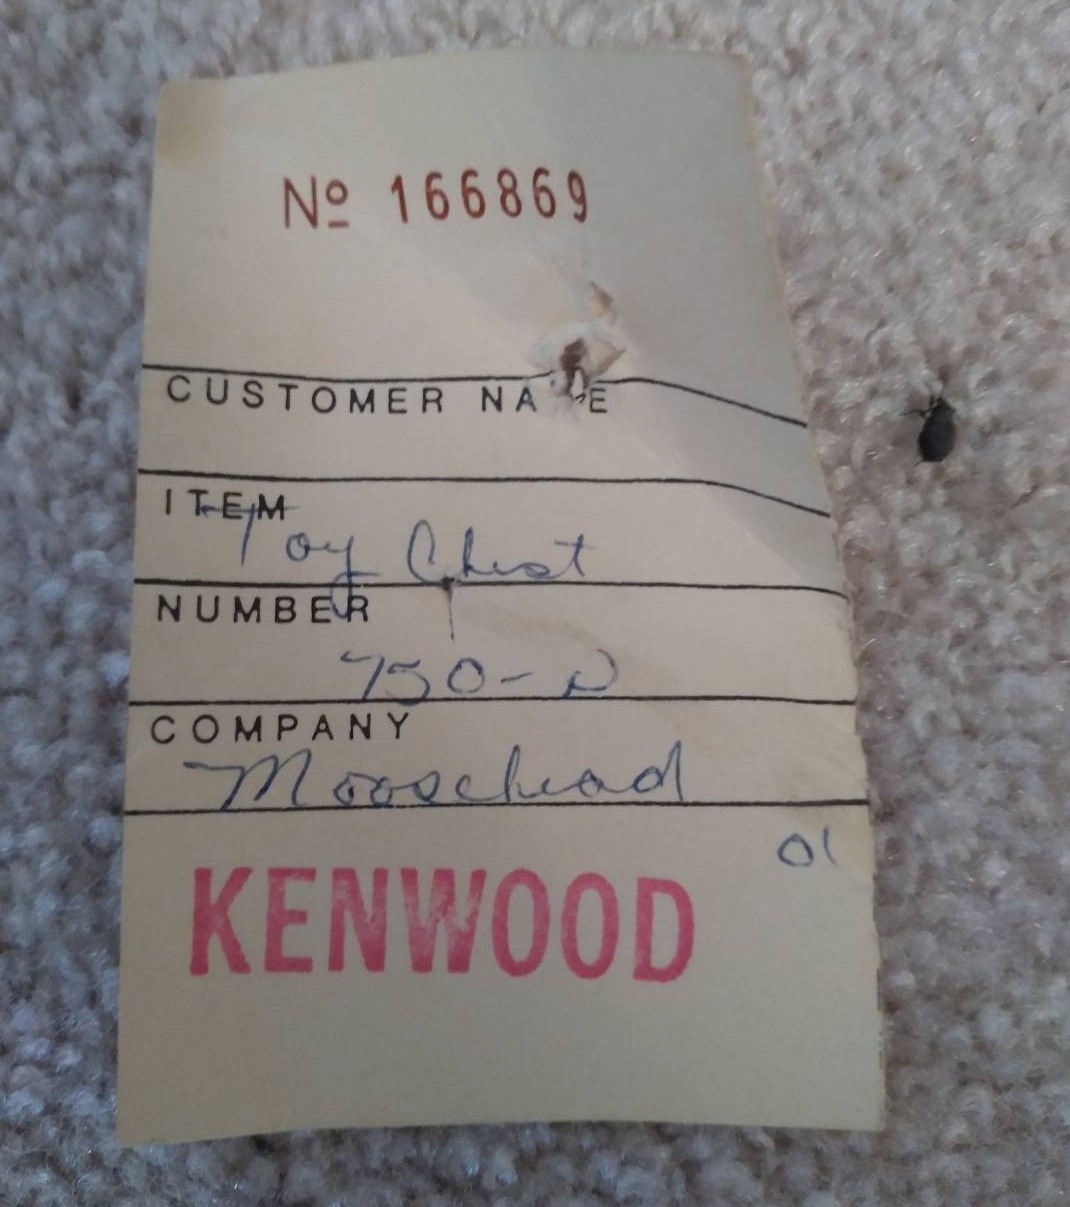 Nº 166869
CUSTOMER NAME
ITEM
Toy Chest
NUMBER
750-N
COMPANY
Moosehead
01
KENWOOD